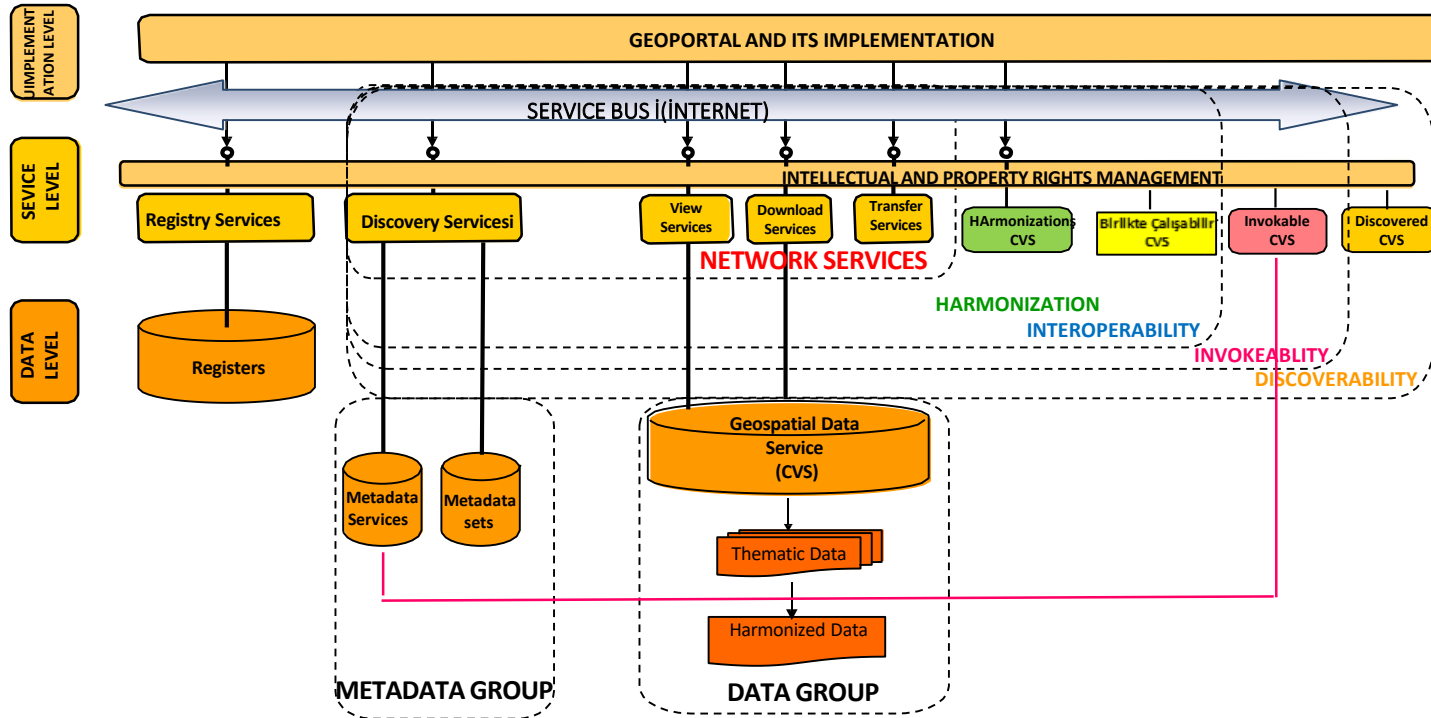 UIMPLEMENT
ATION LEVEL
GEOPORTAL AND ITS IMPLEMENTATION
SERVICE BUS İ(İNTERNET)
SEVICE
LEVEL
INTELLECTUAL AND PROPERTY RIGHTS MANAGEMENT
Registry Services
Discovery Servicesi
View
Services
Download
Services
Transfer
Services
HArmonizations
CVS
Birlikte Çalışabilir
CVS
Invokable
CVS
Discovered
CVS
NETWORK SERVICES
HARMONIZATION
INTEROPERABILITY
INVOKEABLITY
DISCOVERABILITY
DATA
LEVEL
Registers
Geospatial Data
Service
(CVS)
Metadata
Services
Metadata
sets
Thematic Data
Harmonized Data
METADATA GROUP
DATA GROUP